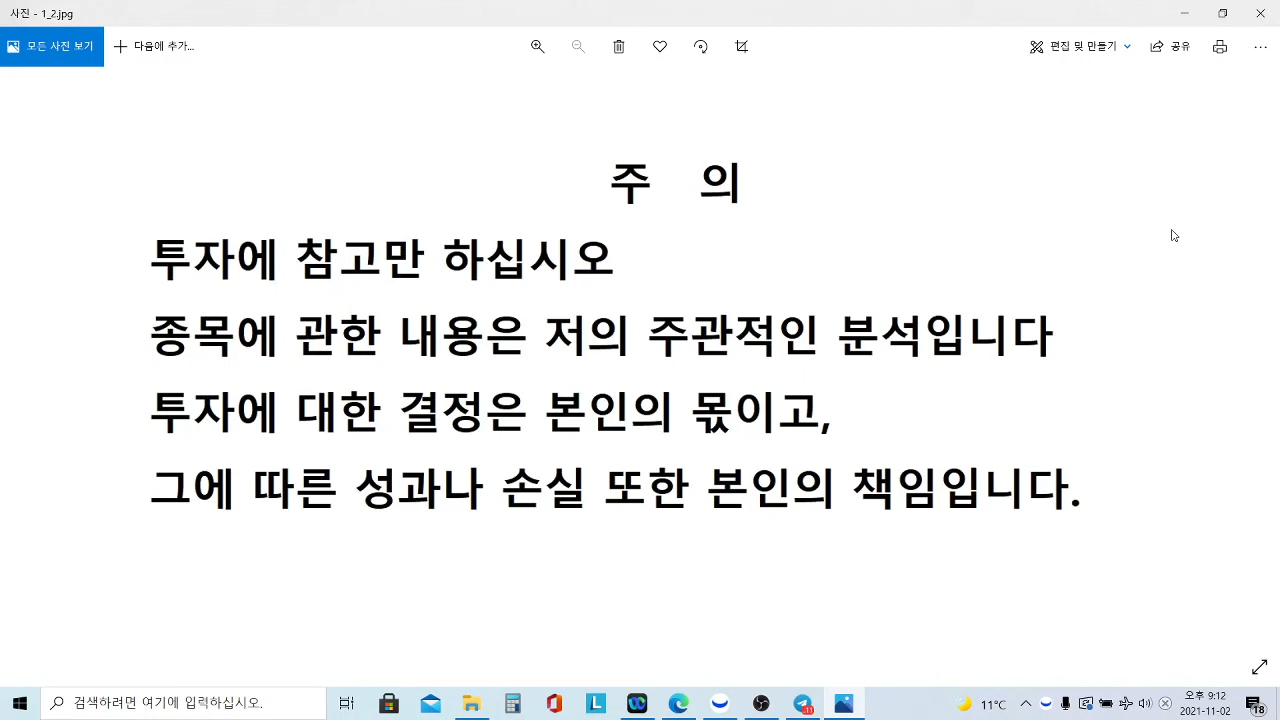 사진 - 1_2.jpg
모든 사진 보기
다음에 추가...
편집 및 만들기
공유
주 의
투자에 참고만 하십시오
종목에 관한 내용은 저의 주관적인 분석입니다
투자에 대한 결정은 본인의 몫이고,
그에 따른 성과나 손실 또한 본인의 책임입니다.
검색하려면 여기에 입력하십시오.
L
11
11°C
오후 9:12
2021-11-02
18